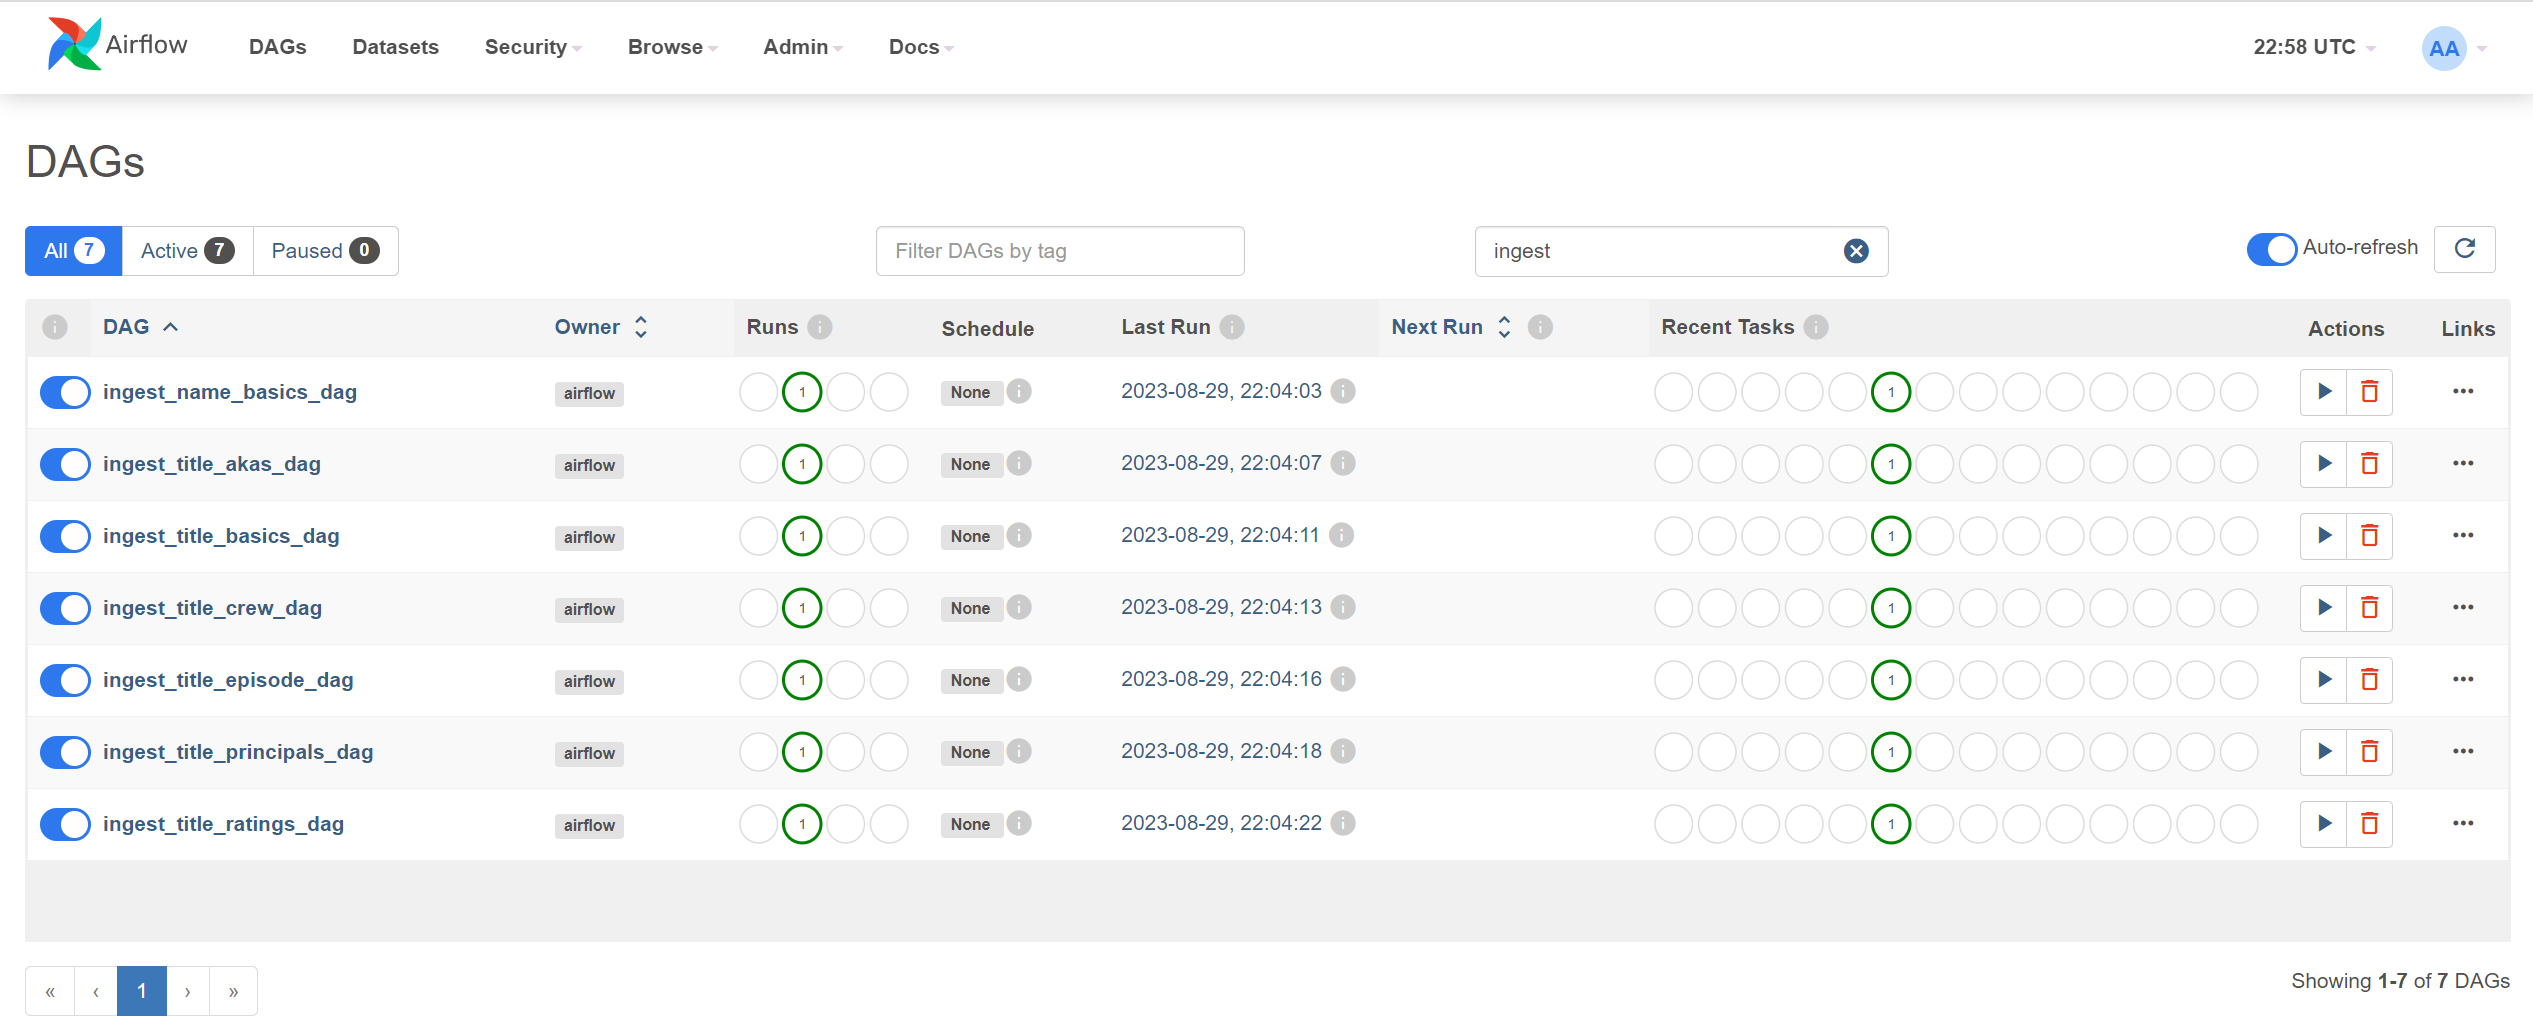 Airflow DAGs Datasets Security Browse Admin Docs 22:58 UTC AA
DAGs
All 7 Active 7 Paused 0 Filter DAGs by tag ingest Auto-refresh
i DAG Owner Runs i Schedule Last Run i Next Run i Recent Tasks i Actions Links
ingest_name_basics_dag airflow 1 None i 2023-08-29, 22:04:03 i 1 ...
ingest_title_akas_dag airflow 1 None i 2023-08-29, 22:04:07 i 1 ...
ingest_title_basics_dag airflow 1 None i 2023-08-29, 22:04:11 i 1 ...
ingest_title_crew_dag airflow 1 None i 2023-08-29, 22:04:13 i 1 ...
ingest_title_episode_dag airflow 1 None i 2023-08-29, 22:04:16 i 1 ...
ingest_title_principals_dag airflow 1 None i 2023-08-29, 22:04:18 i 1 ...
ingest_title_ratings_dag airflow 1 None i 2023-08-29, 22:04:22 i 1 ...
« ‹ 1 › » Showing 1-7 of 7 DAGs